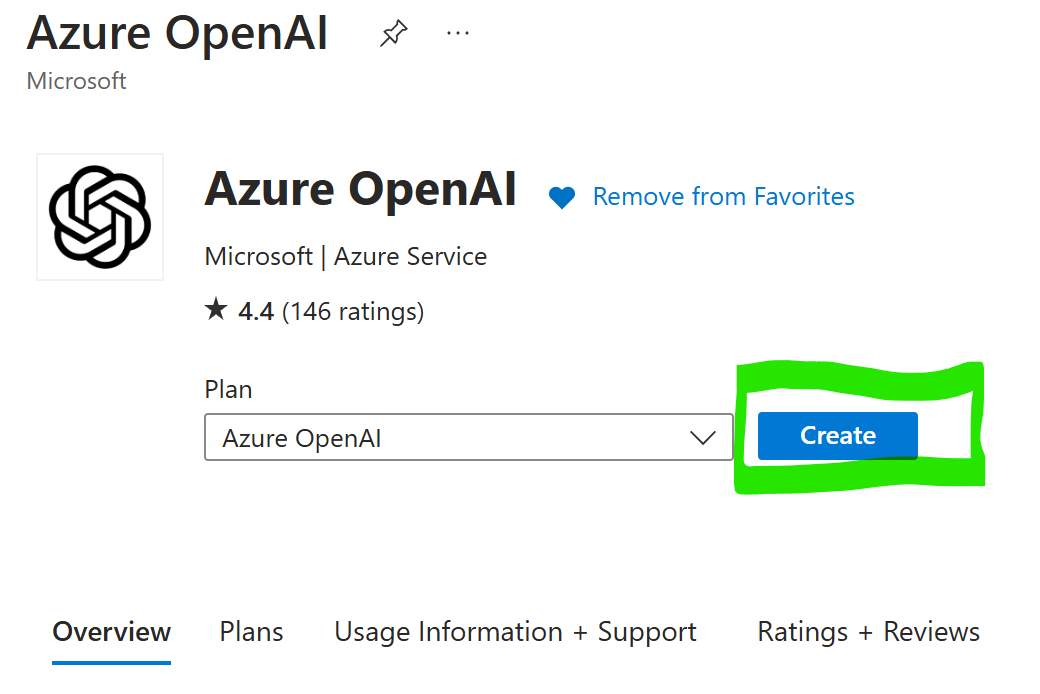 Azure OpenAI ...
Microsoft
Azure OpenAI Remove from Favorites
Microsoft | Azure Service
★ 4.4 (146 ratings)
Plan
Azure OpenAI Create
Overview Plans Usage Information + Support Ratings + Reviews